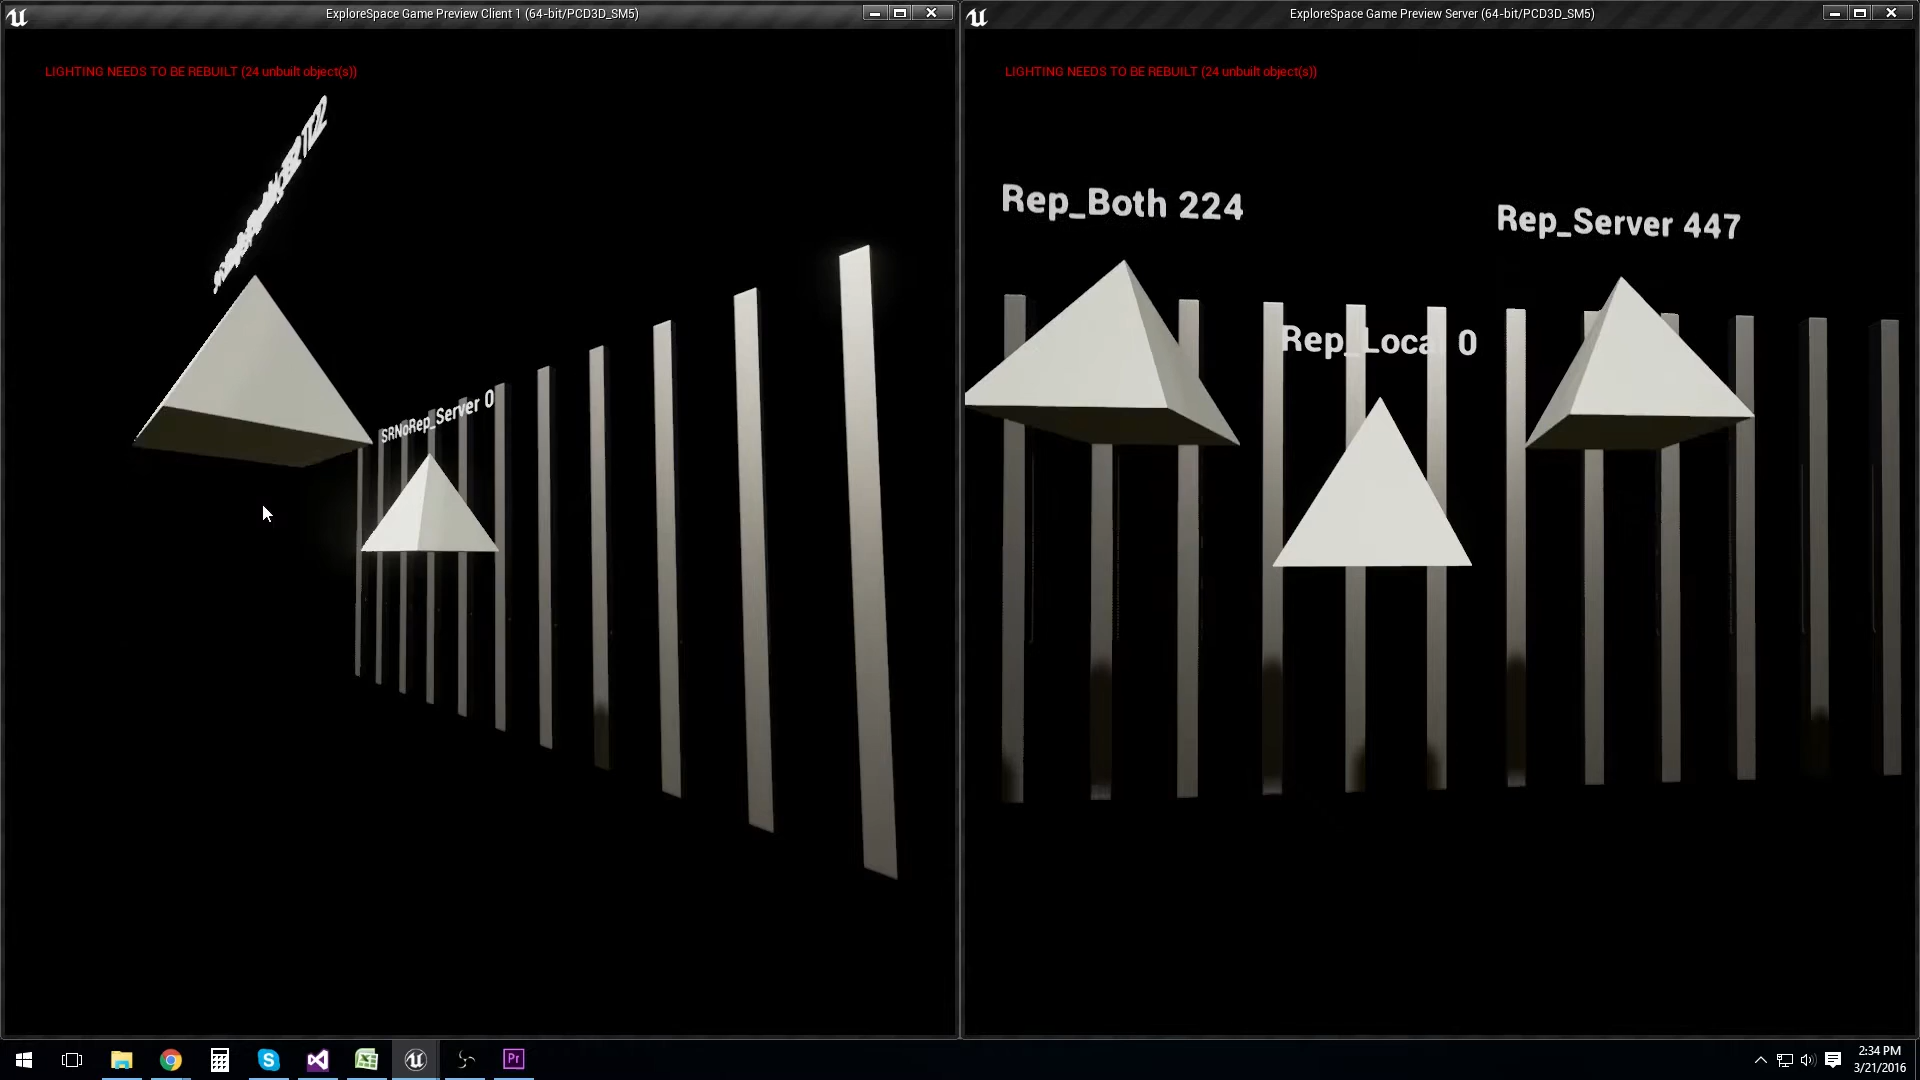 ExploreSpace Game Preview Client 1 (64-bit/PCD3D_SM5)
LIGHTING NEEDS TO BE REBUILT (24 unbuilt object(s))
SRNoRep_Server 0
ExploreSpace Game Preview Server (64-bit/PCD3D_SM5)
LIGHTING NEEDS TO BE REBUILT (24 unbuilt object(s))
Rep_Both 224
Rep_Server 447
Rep_Local 0
Pr
2:34 PM
3/21/2016